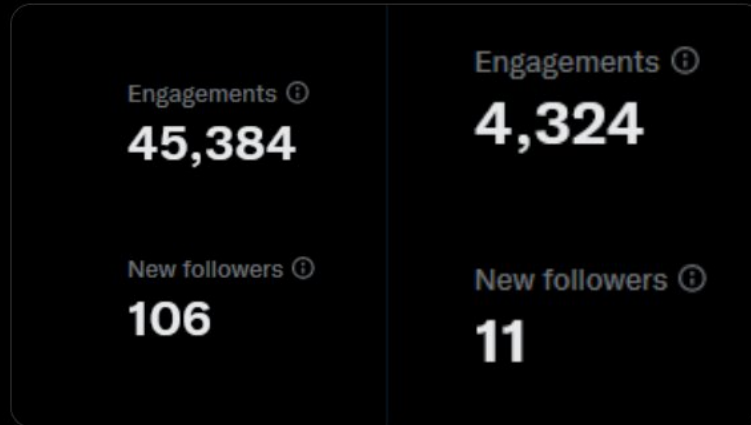 Engagements
45,384
New followers
106
Engagements
4,324
New followers
11